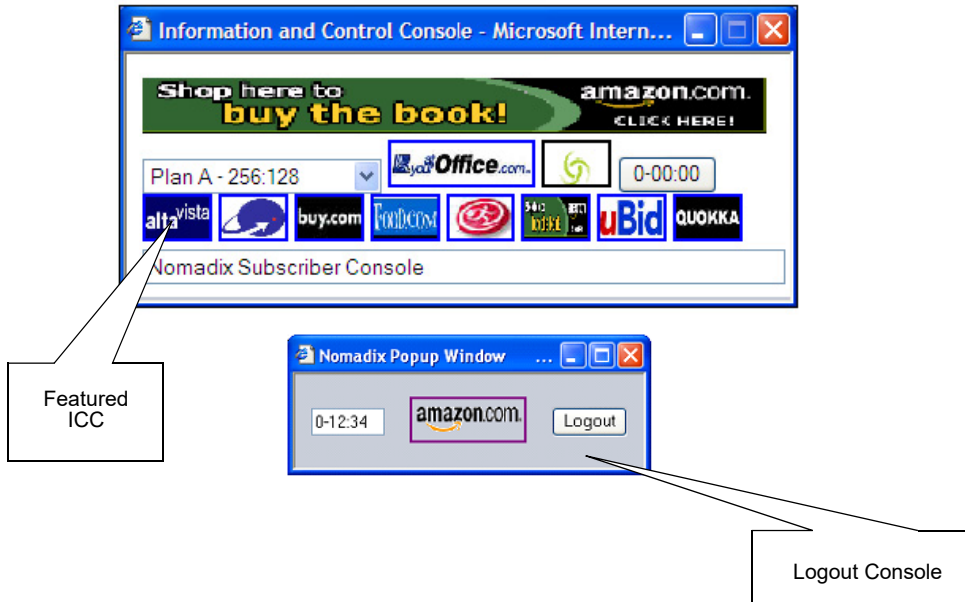 Information and Control Console - Microsoft Intern...
Shop here to
buy the book!
amazon.com.
CLICK HERE!
Plan A - 256:128
Office.com
0-00:00
altavista
buy.com
FOOD.COM
uBid
QUOKKA
Nomadix Subscriber Console
Nomadix Popup Window ...
Featured
ICC
0-12:34
amazon.com.
Logout
Logout Console